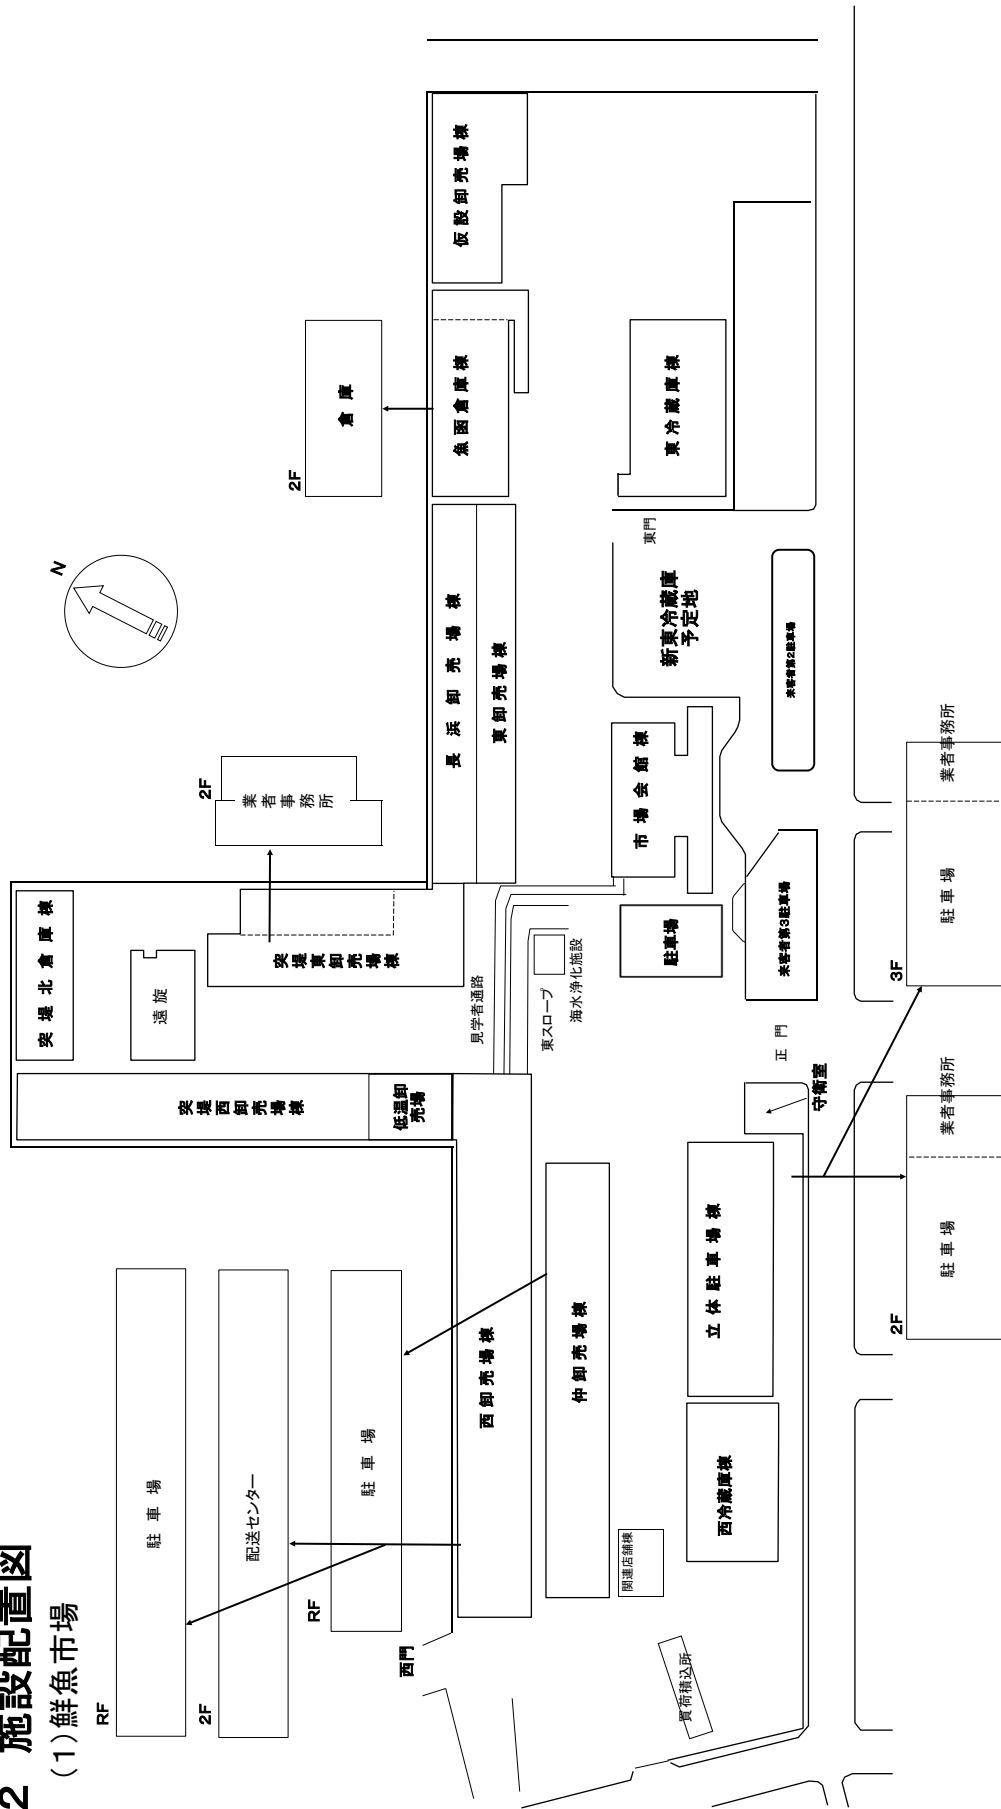 2 施設配置図
(1)鮮魚市場
RF
駐車場
2F
配送センター
RF
駐車場
突堤北倉庫棟
遠旋
突堤西卸売場棟
低温卸
売場
突堤東卸売場棟
2F
業者事務所
N
2F
倉庫
仮設卸売場棟
魚函倉庫棟
長浜卸売場棟
東卸売場棟
見学者通路
東スロープ
海水浄化施設
西門
西卸売場棟
仲卸売場棟
関連店舗棟
買荷積込所
西冷蔵庫棟
立体駐車場棟
守衛室
正門
駐車場
市場会館棟
東冷蔵庫棟
東門
新東冷蔵庫
予定地
来客者第2駐車場
来客者第3駐車場
2F
駐車場
業者事務所
3F
駐車場
業者事務所